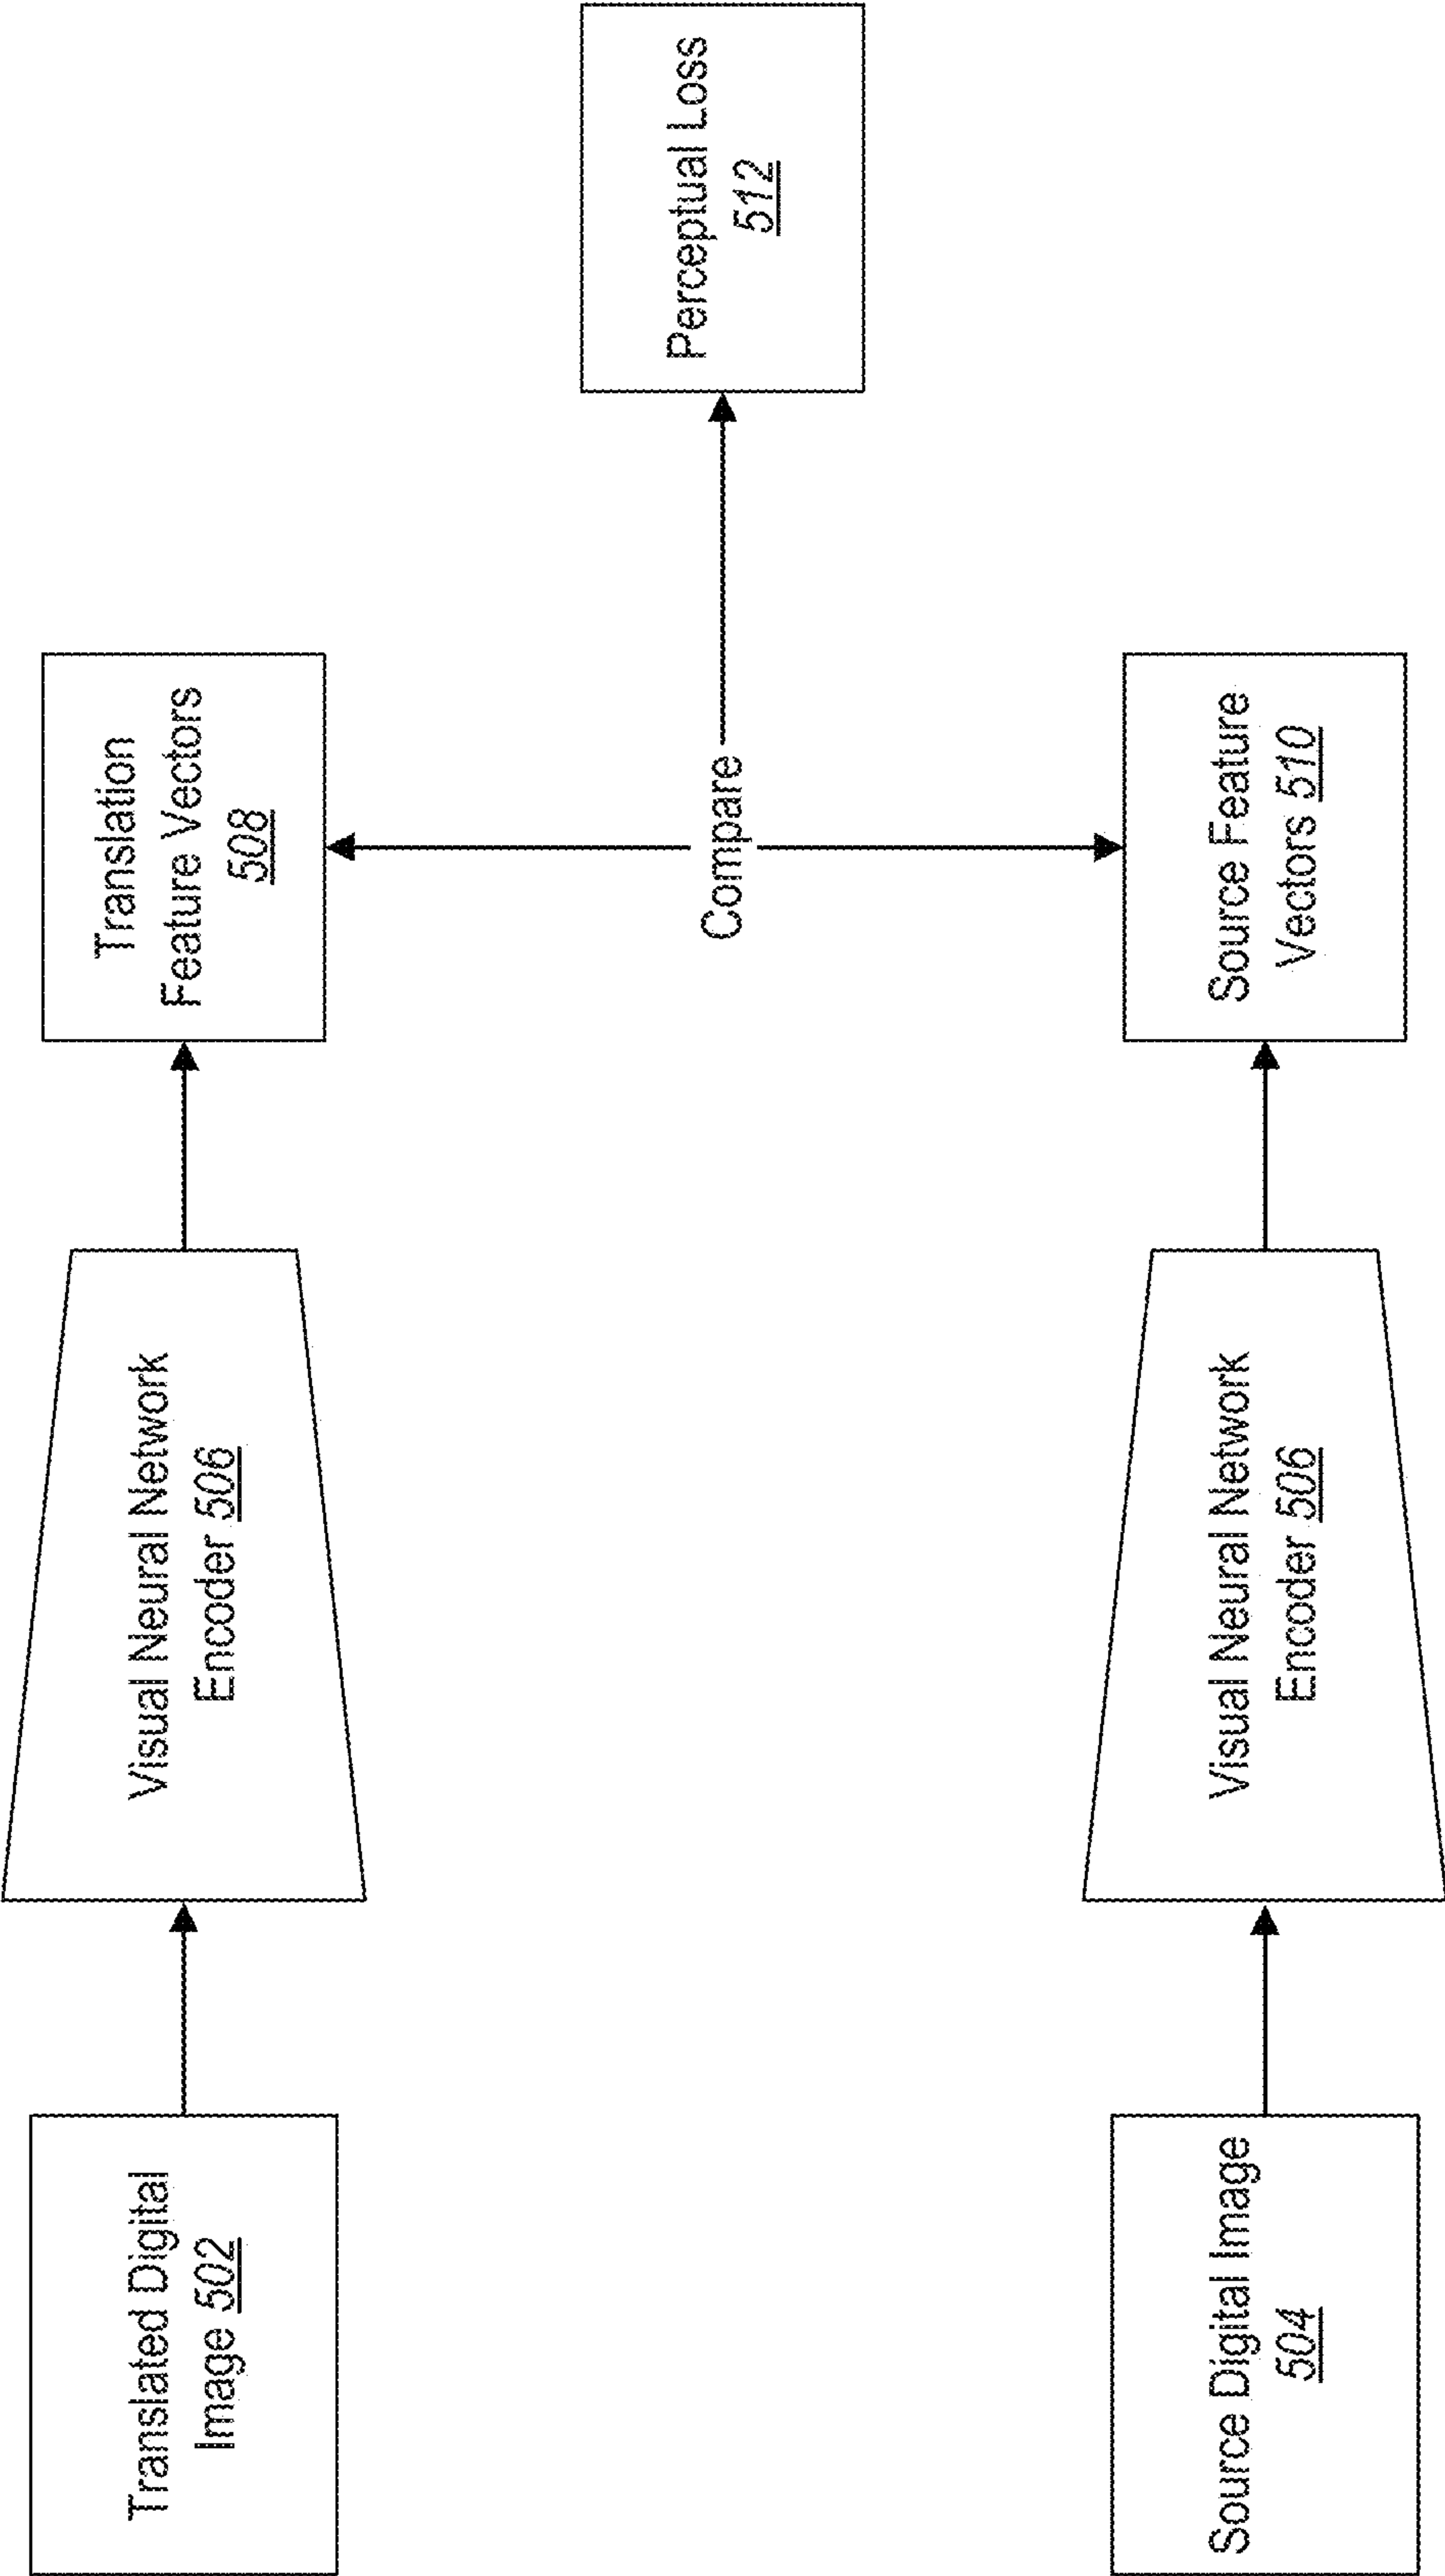 Translated Digital
Image 502
Visual Neural Network
Encoder 506
Translation
Feature Vectors
508
Compare
Perceptual Loss
512
Source Digital Image
504
Visual Neural Network
Encoder 506
Source Feature
Vectors 510